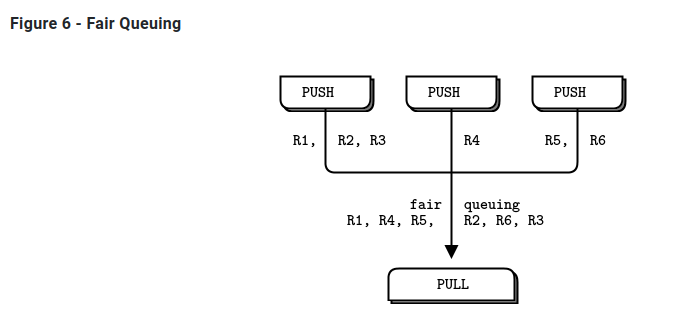 Figure 6 - Fair Queuing
PUSH PUSH PUSH
R1, R2, R3 R4 R5, R6
fair queuing
R1, R4, R5, R2, R6, R3
PULL